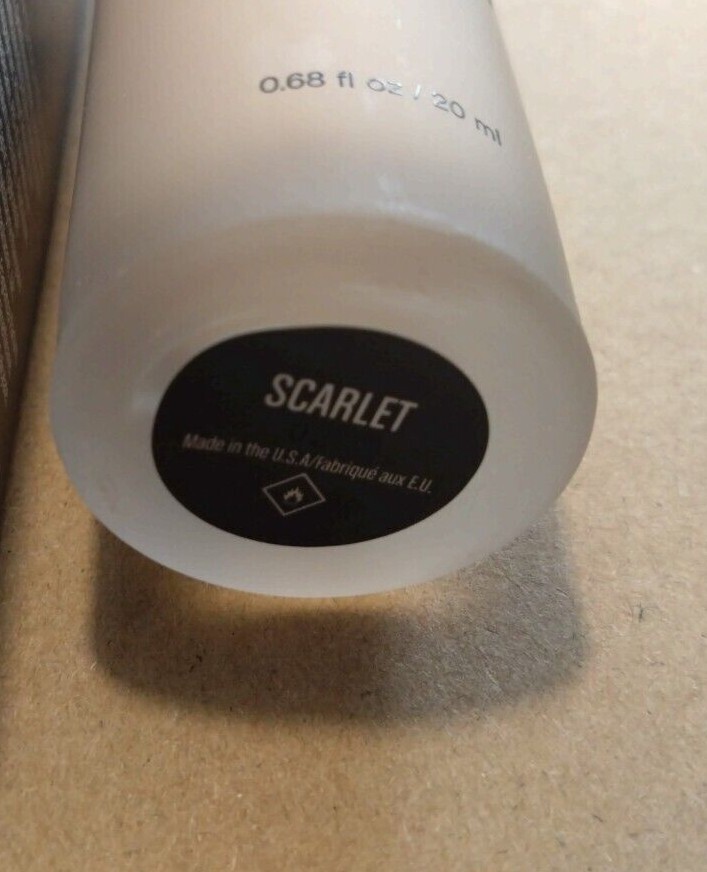 0.68 fl oz / 20 ml
SCARLET
Made in the U.S.A/Fabriqué aux E.U.